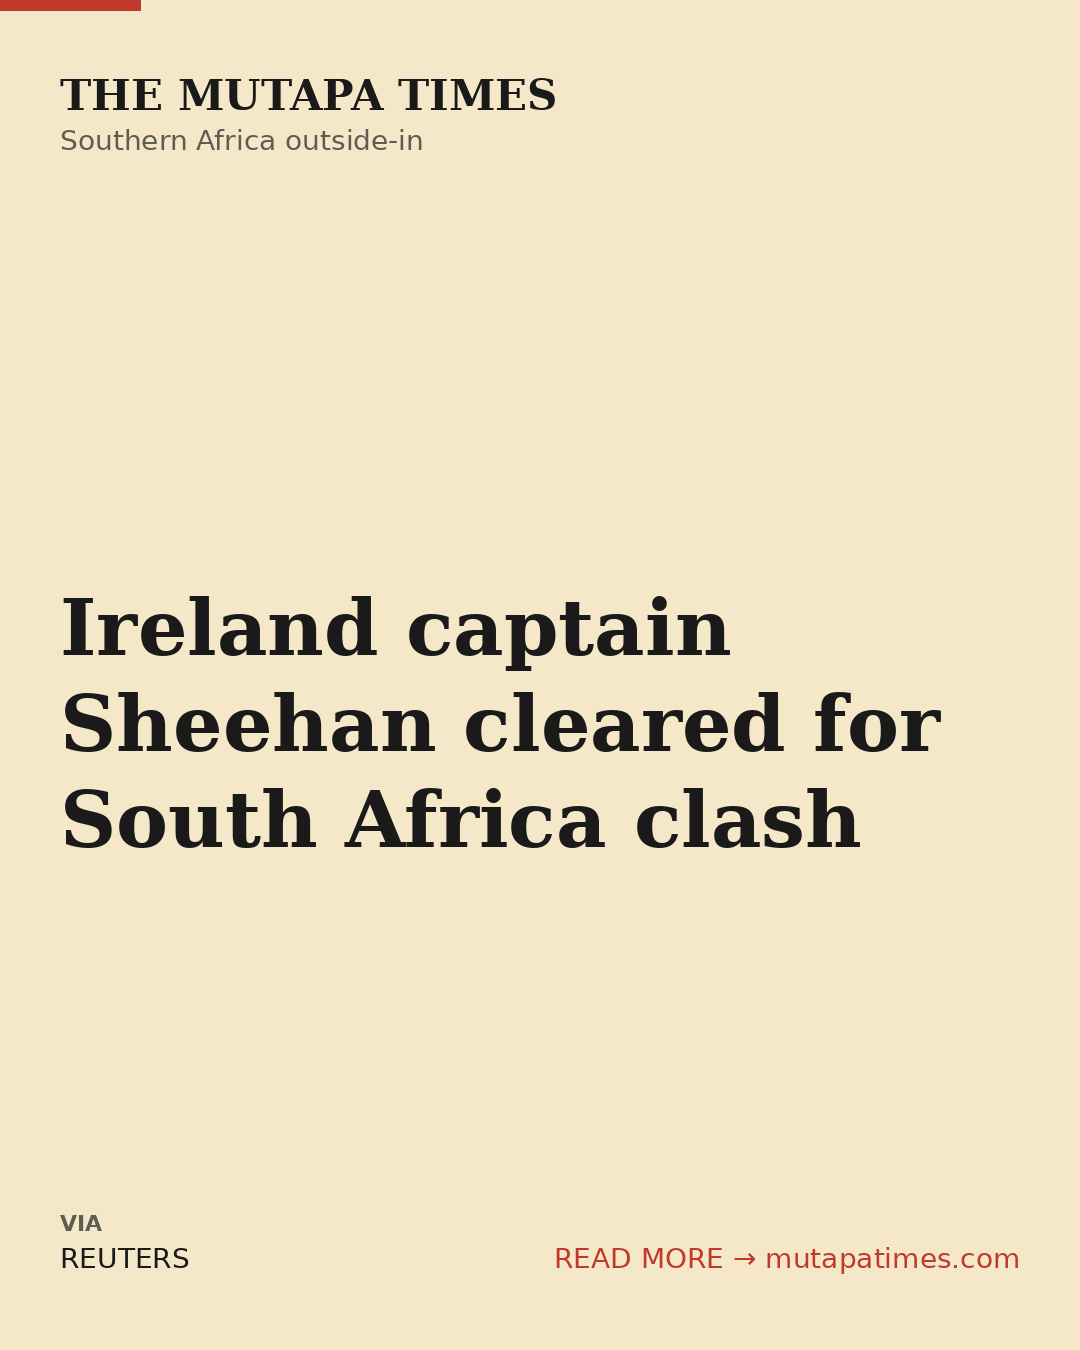 THE MUTAPA TIMES
Southern Africa outside-in
Ireland captain
Sheehan cleared for
South Africa clash
VIA
REUTERS
READ MORE → mutapatimes.com